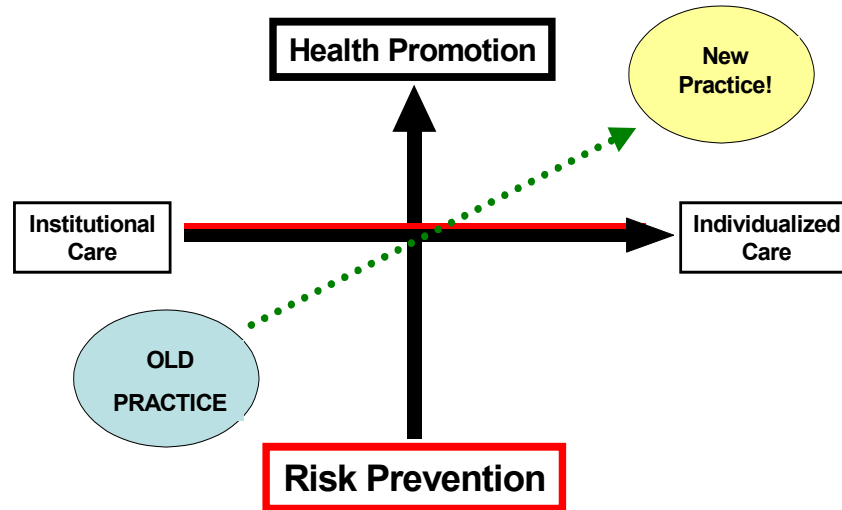 Health Promotion
New
Practice!
Institutional
Care
Individualized
Care
OLD
PRACTICE
Risk Prevention